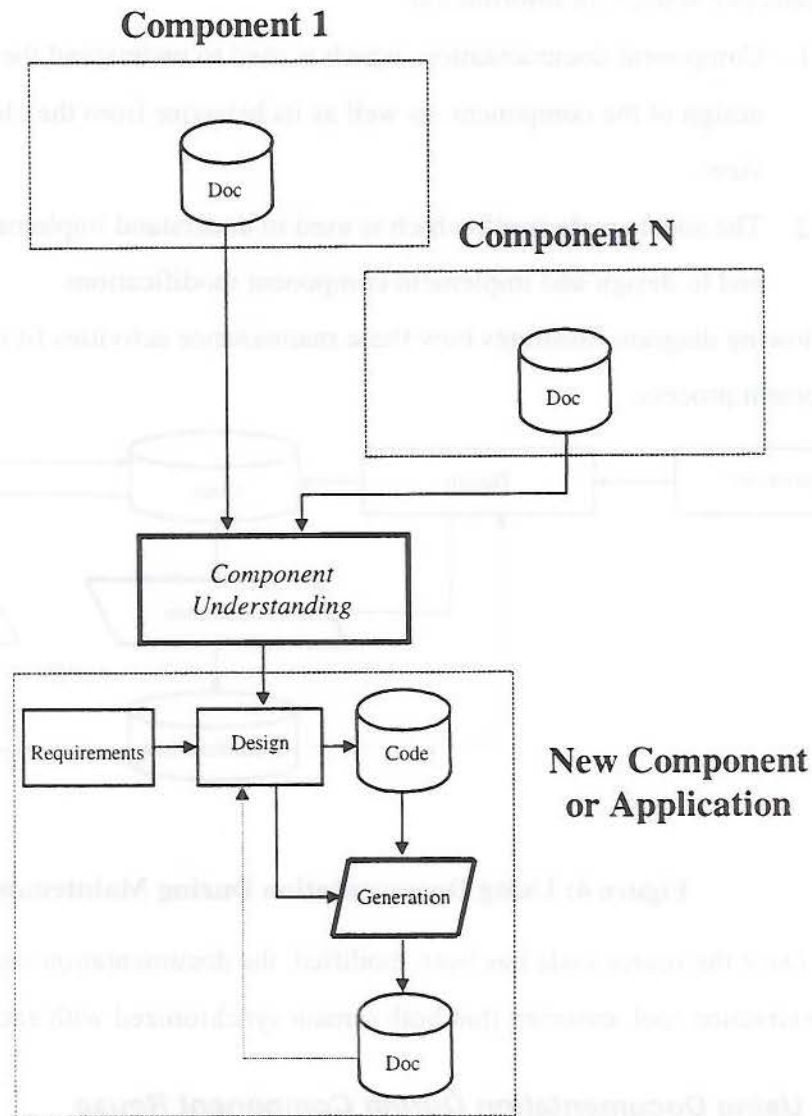 Component 1
Doc
Component N
Doc
Component
Understanding
Requirements
Design
Code
New Component
or Application
Generation
Doc